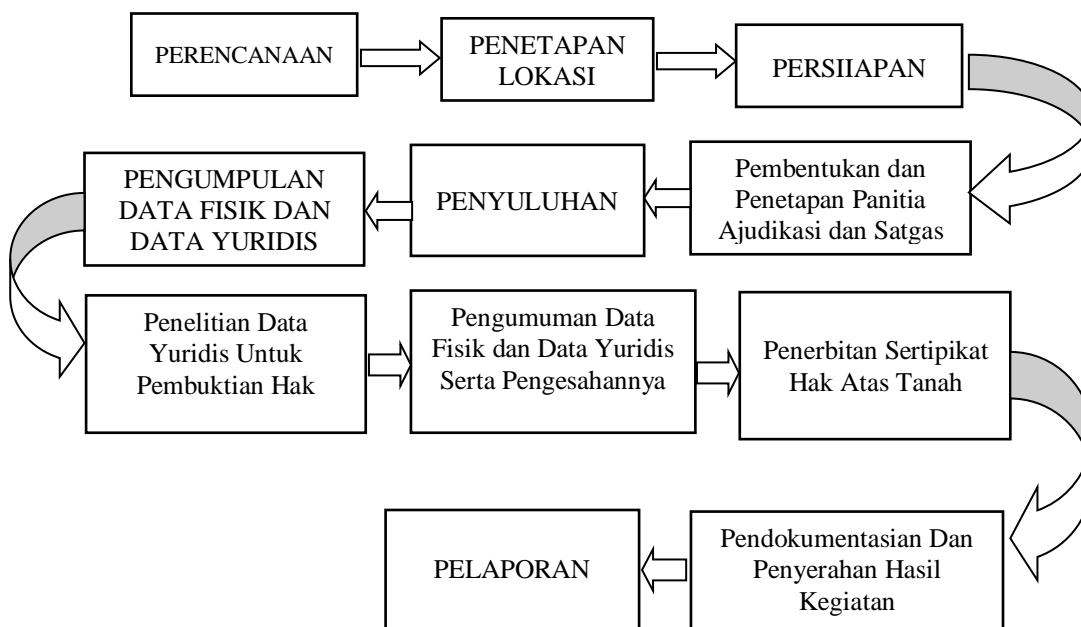 PERENCANAAN
PENETAPAN
LOKASI
PERSIIAPAN
Pembentukan dan
Penetapan Panitia
Ajudikasi dan Satgas
PENYULUHAN
PENGUMPULAN
DATA FISIK DAN
DATA YURIDIS
Penelitian Data
Yuridis Untuk
Pembuktian Hak
Pengumuman Data
Fisik dan Data Yuridis
Serta Pengesahannya
Penerbitan Sertipikat
Hak Atas Tanah
Pendokumentasian Dan
Penyerahan Hasil
Kegiatan
PELAPORAN